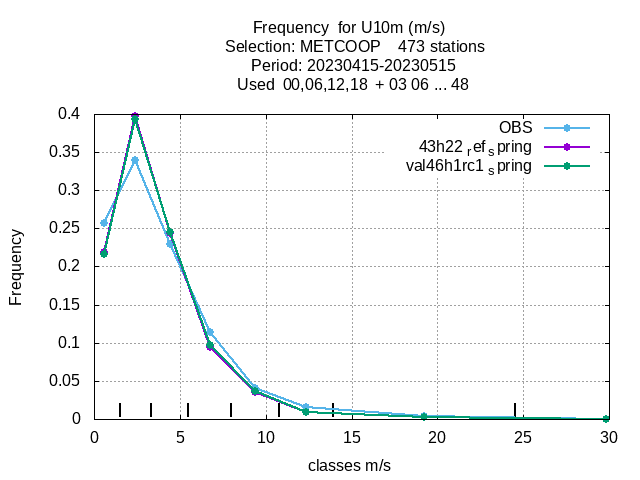 Frequency for U10m (m/s)
Selection: METCOOP 473 stations
Period: 20230415-20230515
Used 00,06,12,18 + 03 06 ... 48
OBS
43h22 ref spring
val46h1rc1 spring
0.4
0.35
0.3
0.25
0.2
0.15
0.1
0.05
0
Frequency
0 5 10 15 20 25 30
classes m/s